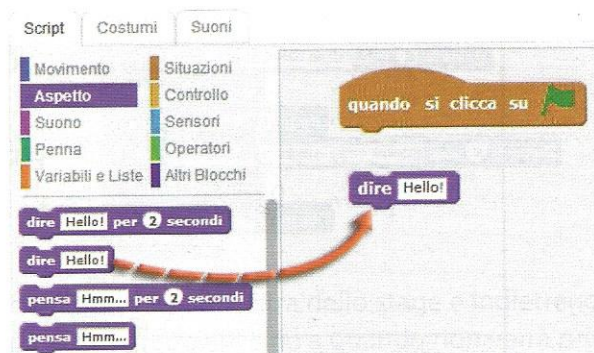 Script Costumi Suoni
Movimento Situazioni
Aspetto Controllo
Suono Sensori
Penna Operatori
Variabili e Liste Altri Blocchi
dire Hello! per 2 secondi
dire Hello!
pensa Hmm... per 2 secondi
pensa Hmm...
quando si clicca su
dire Hello!